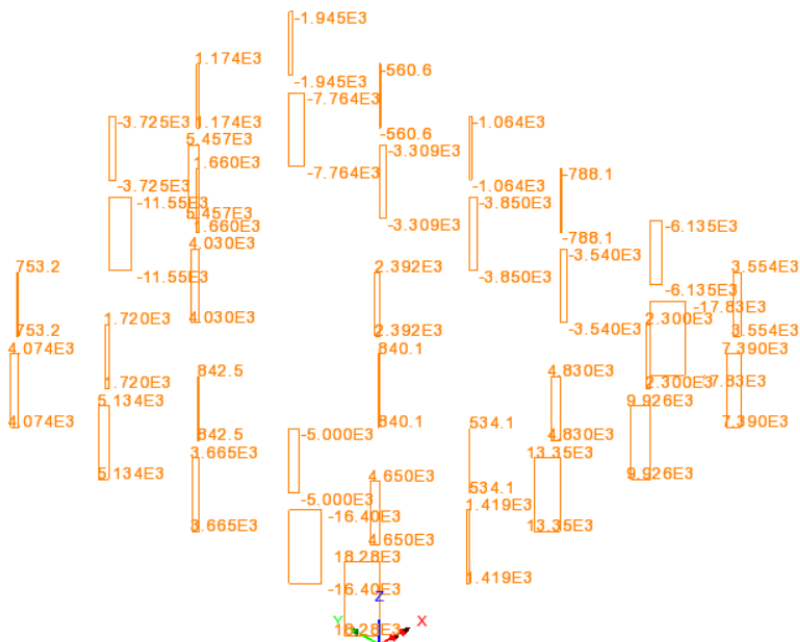 -1.945E3
1.174E3
-560.6
-1.945E3
-7.764E3
-3.725E3
1.174E3
-1.064E3
-560.6
5.457E3
-3.309E3
1.660E3
-7.764E3
-788.1
-3.725E3
-1.064E3
-11.55E3
-3.850E3
5.457E3
1.660E3
-3.309E3
-6.135E3
-788.1
4.030E3
-3.540E3
753.2
-11.55E3
2.392E3
-3.850E3
3.554E3
-6.135E3
-17.83E3
1.720E3
4.030E3
2.300E3
753.2
2.392E3
-3.540E3
3.554E3
4.074E3
840.1
7.390E3
842.5
4.830E3
-17.83E3
1.720E3
2.300E3
5.134E3
9.926E3
4.074E3
840.1
534.1
7.390E3
842.5
-5.000E3
4.830E3
3.665E3
13.35E3
5.134E3
4.650E3
9.926E3
534.1
-5.000E3
1.419E3
-16.40E3
3.665E3
13.35E3
4.650E3
18.28E3
1.419E3
-16.40E3
Z
Y
X
18.28E3